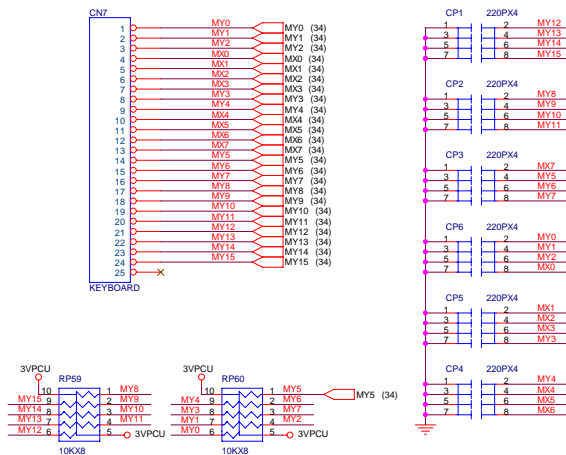 CN7
1 MY0 MY0 (34)
2 MY1 MY1 (34)
3 MY2 MY2 (34)
4 MX0 MX0 (34)
5 MX1 MX1 (34)
6 MX2 MX2 (34)
7 MX3 MX3 (34)
8 MY3 MY3 (34)
9 MY4 MY4 (34)
10 MX4 MX4 (34)
11 MX5 MX5 (34)
12 MX6 MX6 (34)
13 MX7 MX7 (34)
14 MY5 MY5 (34)
15 MY6 MY6 (34)
16 MY7 MY7 (34)
17 MY8 MY8 (34)
18 MY9 MY9 (34)
19 MY10 MY10 (34)
20 MY11 MY11 (34)
21 MY12 MY12 (34)
22 MY13 MY13 (34)
23 MY14 MY14 (34)
24 MY15 MY15 (34)
25
KEYBOARD
CP1 220PX4
1 2 MY12
3 4 MY13
5 6 MY14
7 8 MY15
CP2 220PX4
1 2 MY8
3 4 MY9
5 6 MY10
7 8 MY11
CP3 220PX4
1 2 MX7
3 4 MY5
5 6 MY6
7 8 MY7
CP6 220PX4
1 2 MY0
3 4 MY1
5 6 MY2
7 8 MX0
CP5 220PX4
1 2 MX1
3 4 MX2
5 6 MX3
7 8 MY3
CP4 220PX4
1 2 MY4
3 4 MX4
5 6 MX5
7 8 MX6
3VPCU RP59
10 1 MY8
MY15 9 2 MY9
MY14 8 3 MY10
MY13 7 4 MY11
MY12 6 5 3VPCU
10KX8
3VPCU RP60
10 1 MY5 MY5 (34)
MY4 9 2 MY6
MY3 8 3 MY7
MY1 7 4 MY2
MY0 6 5 3VPCU
10KX8